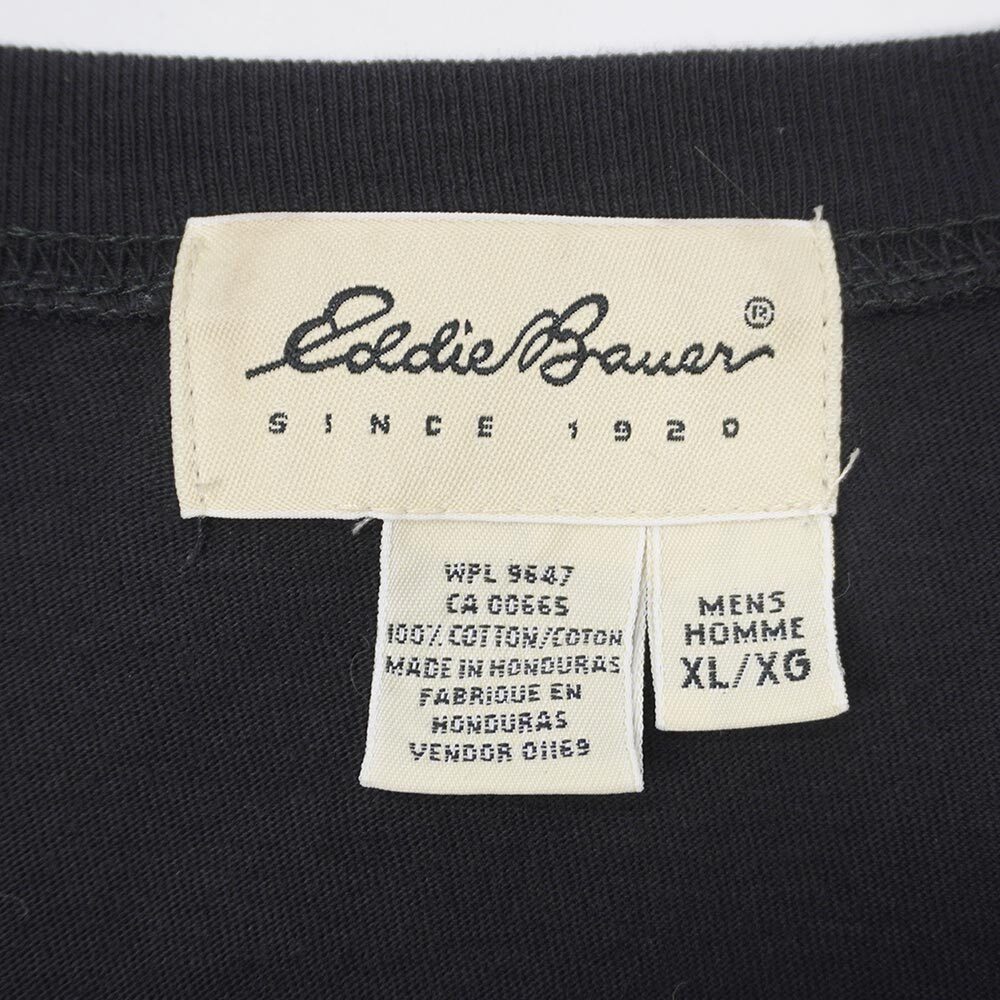 Eddie Bauer®
SINCE 1920
WPL 9647
CA 00665
100% COTTON/COTON
MADE IN HONDURAS
FABRIQUE EN
HONDURAS
VENDOR 01169
MENS
HOMME
XL/XG